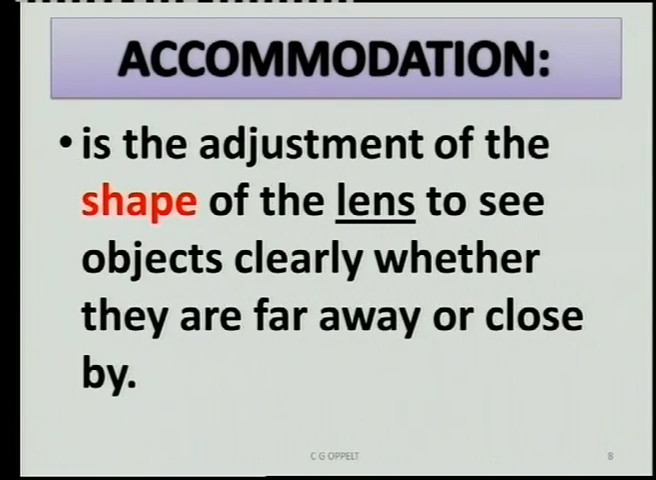 ACCOMMODATION:
• is the adjustment of the
shape of the lens to see
objects clearly whether
they are far away or close
by.
C G OPPELT 8